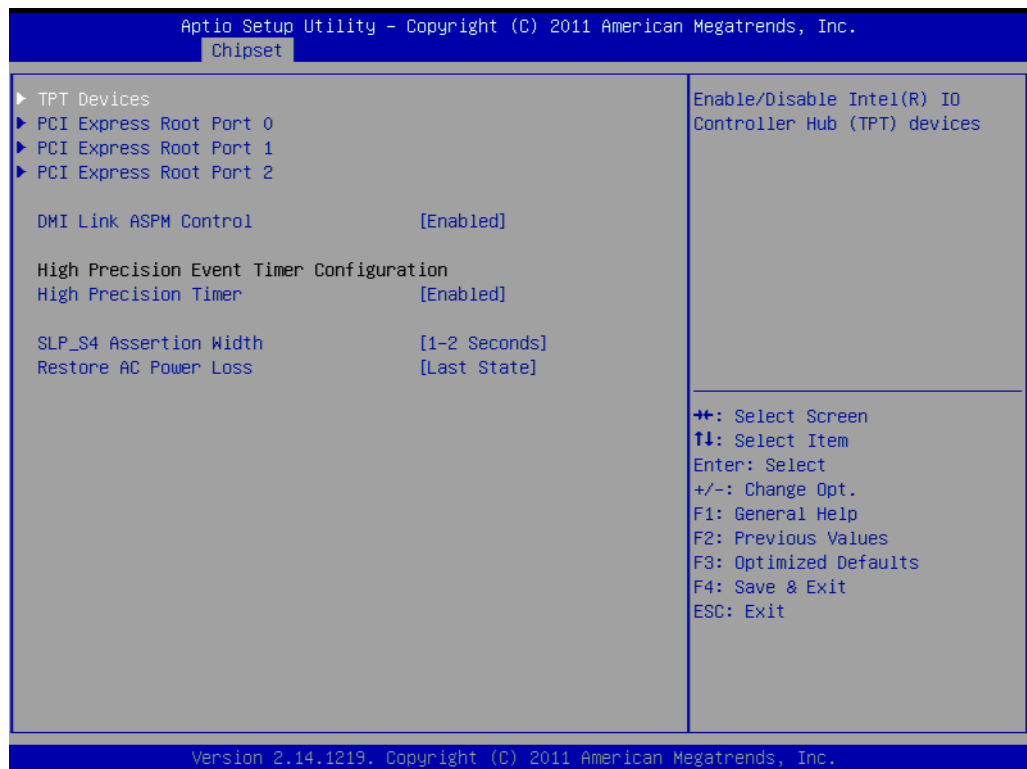 Aptio Setup Utility – Copyright (C) 2011 American Megatrends, Inc.
Chipset
▶ TPT Devices
▶ PCI Express Root Port 0
▶ PCI Express Root Port 1
▶ PCI Express Root Port 2
DMI Link ASPM Control [Enabled]
High Precision Event Timer Configuration
High Precision Timer [Enabled]
SLP_S4 Assertion Width [1-2 Seconds]
Restore AC Power Loss [Last State]
Enable/Disable Intel(R) IO
Controller Hub (TPT) devices
→←: Select Screen
↑↓: Select Item
Enter: Select
+/-: Change Opt.
F1: General Help
F2: Previous Values
F3: Optimized Defaults
F4: Save & Exit
ESC: Exit
Version 2.14.1219. Copyright (C) 2011 American Megatrends, Inc.